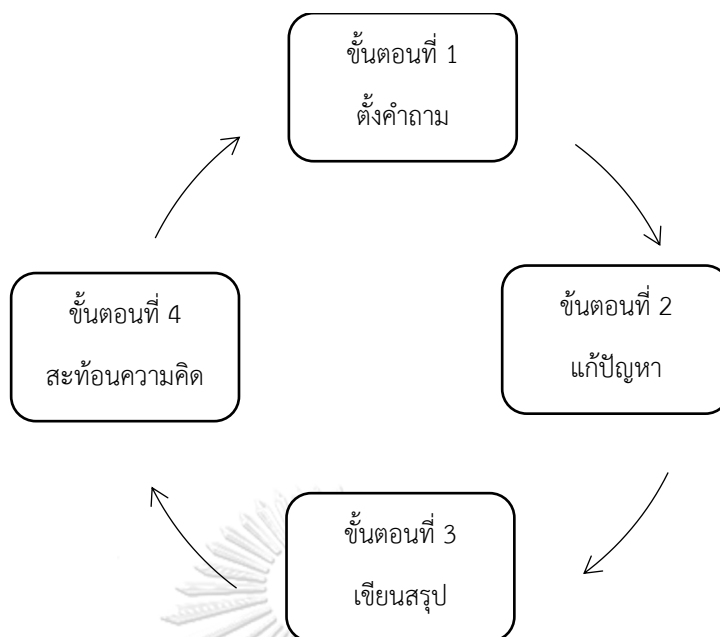 ขั้นตอนที่ 1
ตั้งคำถาม
ข้นตอนที่ 2
แก้ปัญหา
ขั้นตอนที่ 3
เขียนสรุป
ขั้นตอนที่ 4
สะท้อนความคิด